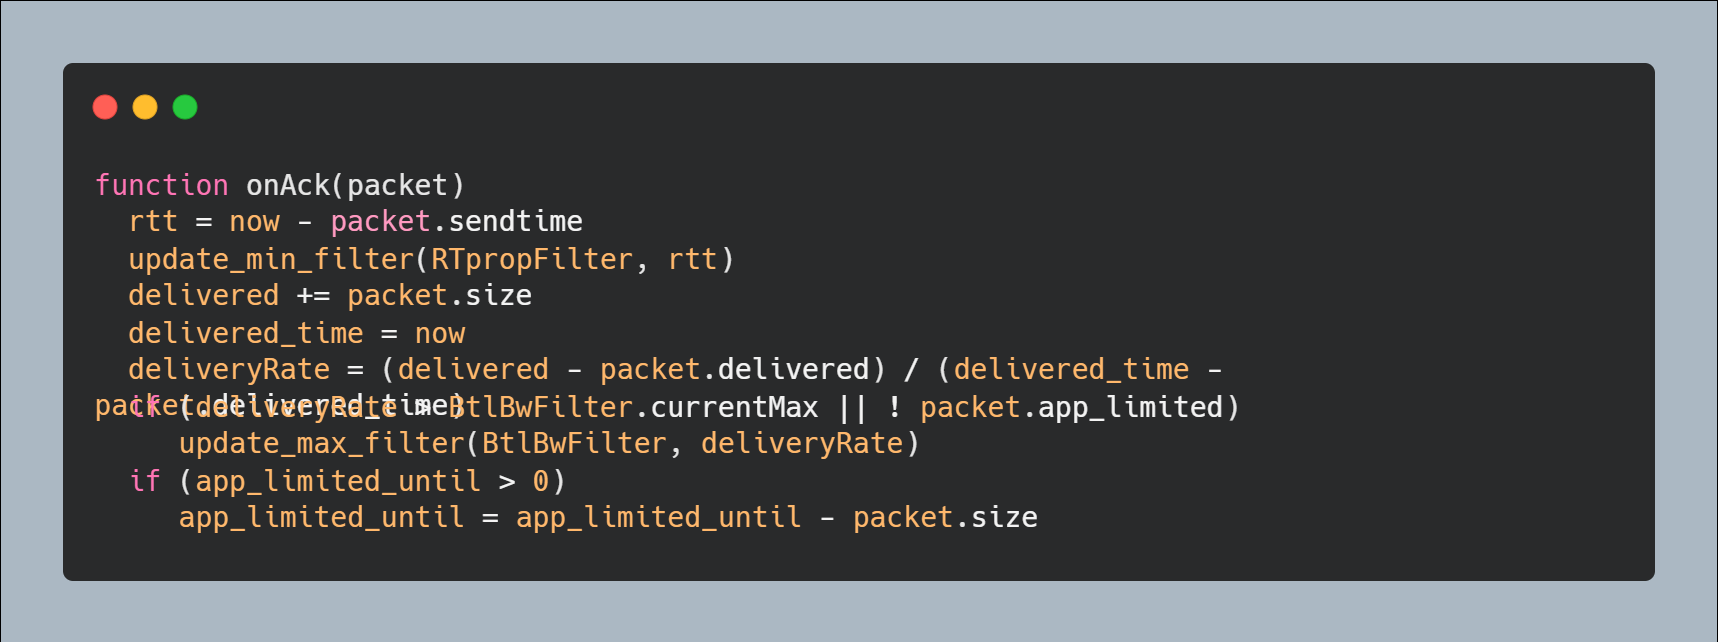 function onAck(packet)
rtt = now - packet.sendtime
update_min_filter(RTpropFilter, rtt)
delivered += packet.size
delivered_time = now
deliveryRate = (delivered - packet.delivered) / (delivered_time -
packet.delivered_time)
if (deliveryRate > BtlBwFilter.currentMax || ! packet.app_limited)
update_max_filter(BtlBwFilter, deliveryRate)
if (app_limited_until > 0)
app_limited_until = app_limited_until - packet.size